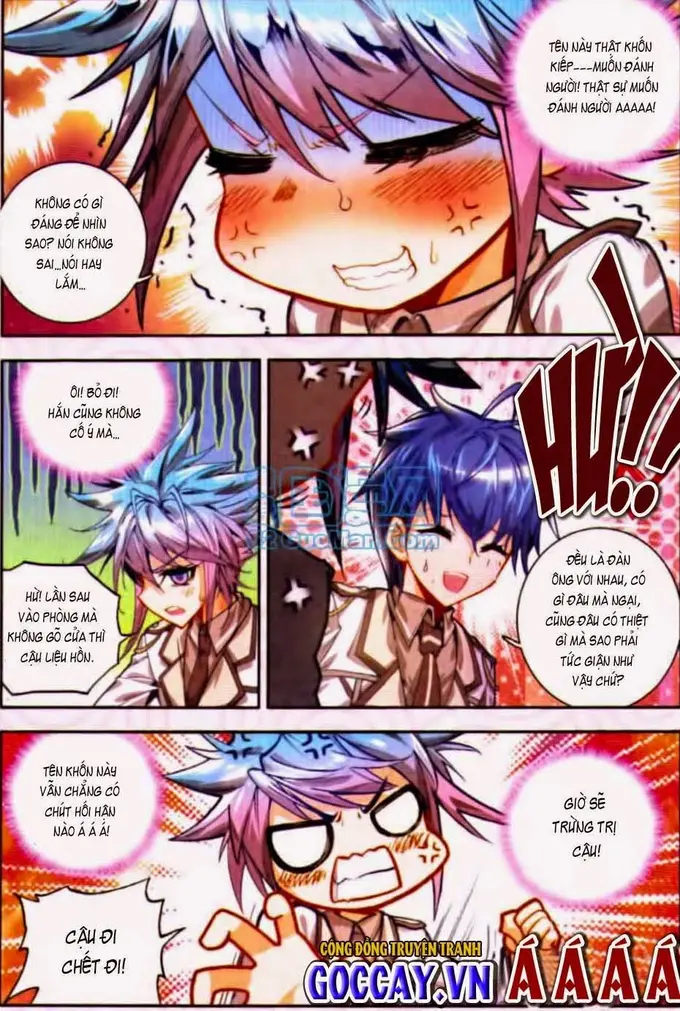 TÊN NÀY THẬT KHỐN
KIẾP---MUỐN ĐÁNH
NGƯỜI! THẬT SỰ MUỐN
ĐÁNH NGƯỜI AAAAA!
KHÔNG CÓ GÌ
ĐÁNG ĐỂ NHÌN
SAO? NÓI KHÔNG
SAI...NÓI HAY
LẮM...
HỪ!!
ÔI! BỎ ĐI!
HẮN CŨNG KHÔNG
CỐ Ý MÀ...
HỪ! LẦN SAU
VÀO PHÒNG MÀ
KHÔNG GÕ CỬA THÌ
CẬU LIỆU HỒN.
ĐỀU LÀ ĐÀN
ÔNG VỚI NHAU, CÓ
GÌ ĐÂU MÀ NGẠI,
CŨNG ĐÂU CÓ THIỆT
GÌ MÀ SAO PHẢI
TỨC GIẬN NHƯ
VẬY CHỨ?
TÊN KHỐN NÀY
VẪN CHẲNG CÓ
CHÚT HỐI HẬN
NÀO Á Á Á!
GIỜ SẼ
TRỪNG TRỊ
CẬU!
CẬU ĐI
CHẾT ĐI!
CỘNG ĐỒNG TRUYỆN TRANH
GOCCAY.VN
Á Á Á Á